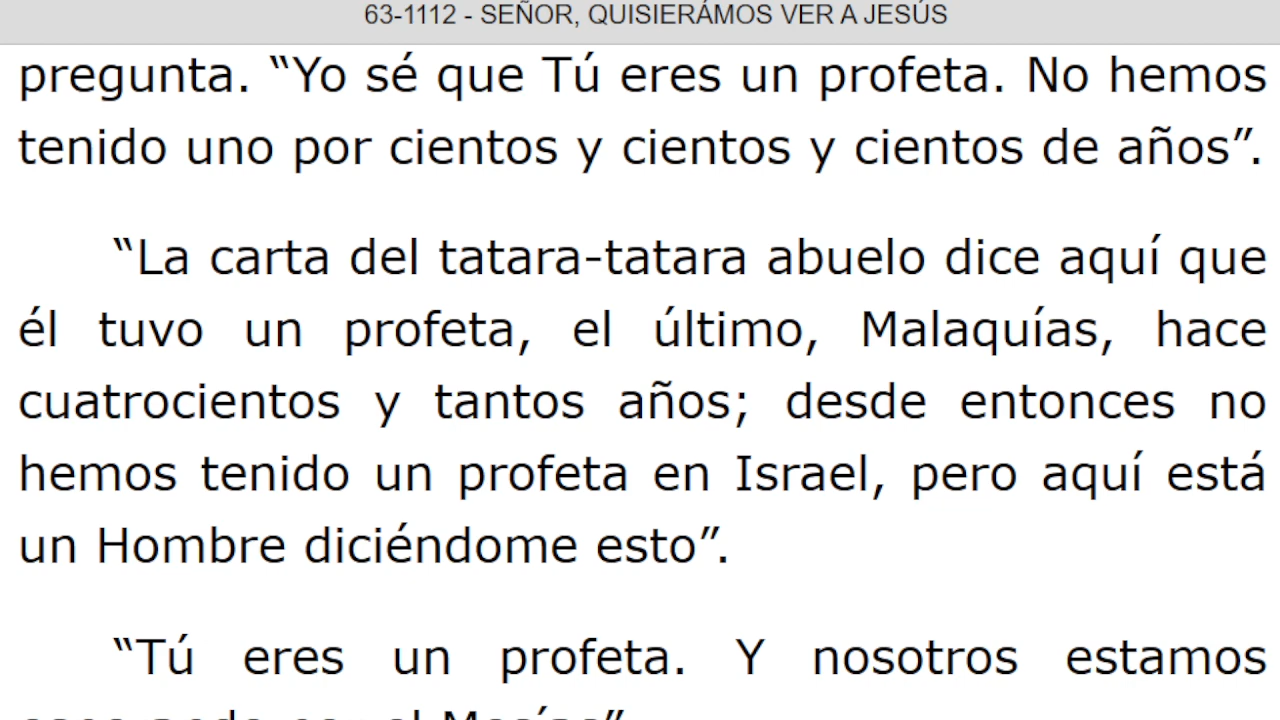 63-1112 - SEÑOR, QUISIERÁMOS VER A JESÚS
pregunta. “Yo sé que Tú eres un profeta. No hemos
tenido uno por cientos y cientos y cientos de años”.
“La carta del tatara-tatara abuelo dice aquí que
él tuvo un profeta, el último, Malaquías, hace
cuatrocientos y tantos años; desde entonces no
hemos tenido un profeta en Israel, pero aquí está
un Hombre diciéndome esto”.
“Tú eres un profeta. Y nosotros estamos
el Mesías”